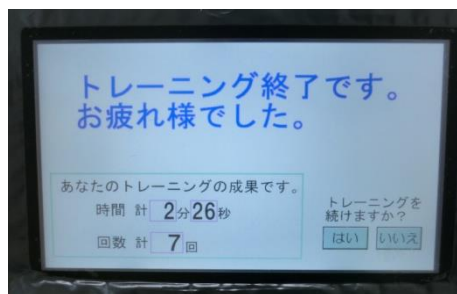 トレーニング終了です。
お疲れ様でした。
あなたのトレーニングの成果です。
時間 計 2分26秒
回数 計 7回
トレーニングを
続けますか？
はい いいえ